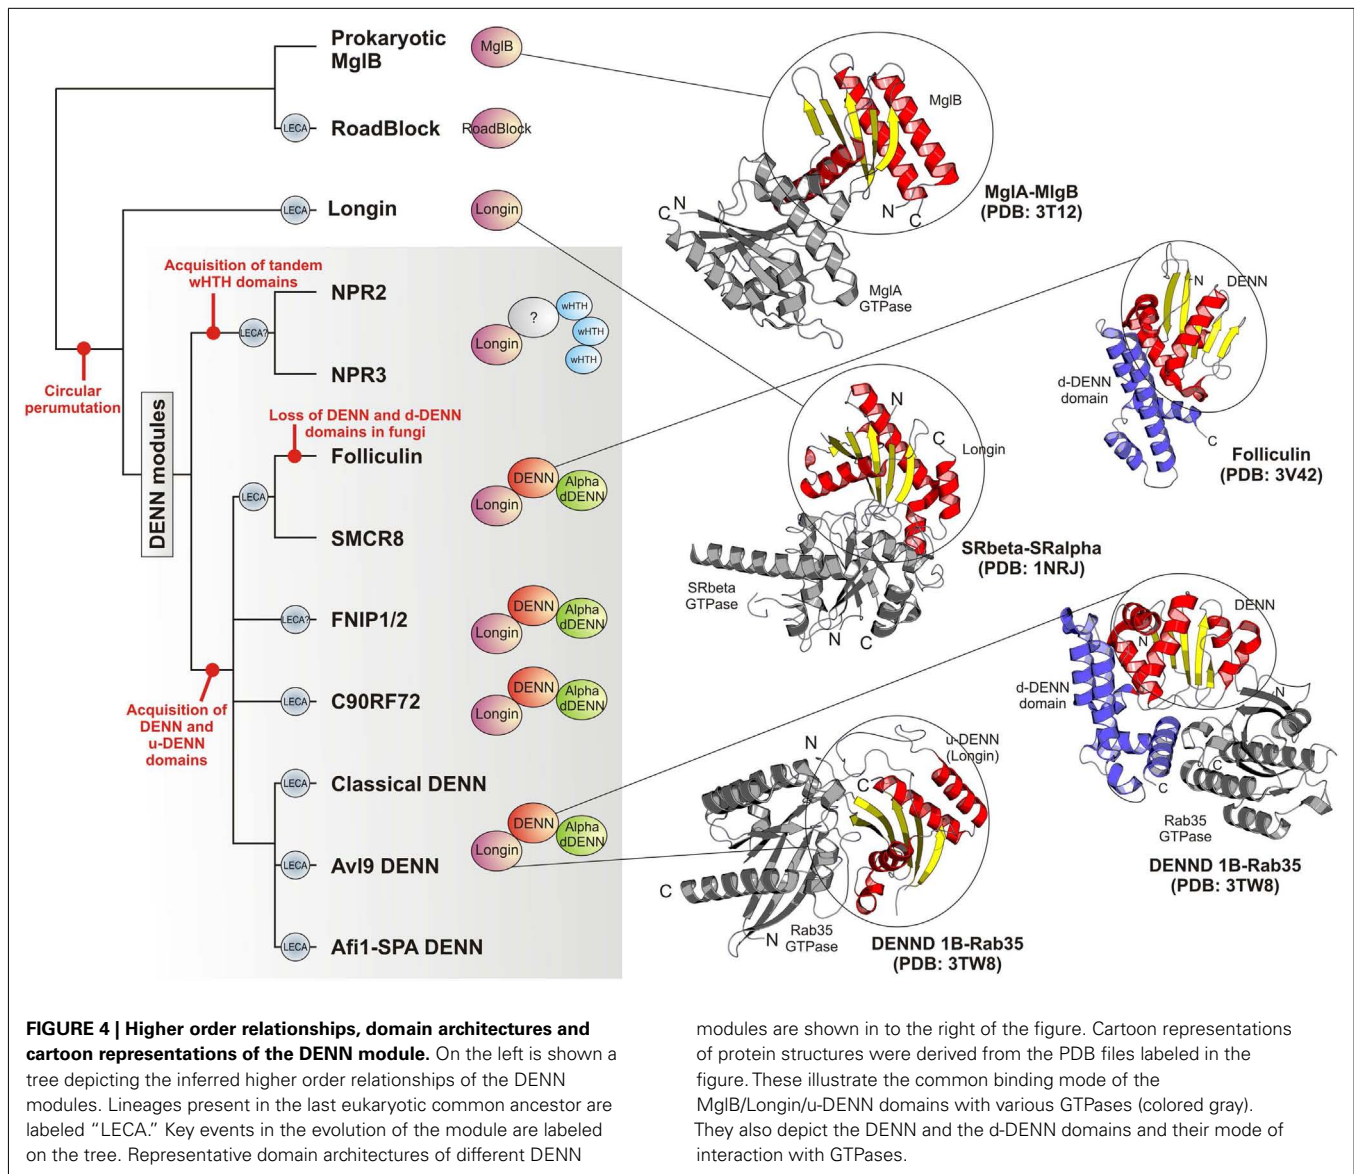 Prokaryotic
MglB
MglB
LECA
RoadBlock
RoadBlock
LECA
Longin
Longin
Acquisition of tandem
wHTH domains
NPR2
LECA?
NPR3
Longin
?
wHTH
wHTH
wHTH
Circular
perumutation
DENN modules
Loss of DENN and d-DENN
domains in fungi
Folliculin
LECA
SMCR8
Longin
DENN
Alpha
dDENN
LECA?
FNIP1/2
Longin
DENN
Alpha
dDENN
LECA
C90RF72
Longin
DENN
Alpha
dDENN
Acquisition of
DENN and
u-DENN
domains
LECA
Classical DENN
LECA
Avl9 DENN
Longin
DENN
Alpha
dDENN
LECA
Afi1-SPA DENN
MglB
N
C
C
N
MglA
GTPase
MglA-MlgB
(PDB: 3T12)
N
DENN
d-DENN
domain
C
Folliculin
(PDB: 3V42)
N
C
Longin
SRbeta
GTPase
N
C
SRbeta-SRalpha
(PDB: 1NRJ)
DENN
N
d-DENN
domain
C
C
Rab35
GTPase
DENND 1B-Rab35
(PDB: 3TW8)
N
u-DENN
(Longin)
C
C
N
Rab35
GTPase
DENND 1B-Rab35
(PDB: 3TW8)
FIGURE 4 | Higher order relationships, domain architectures and
cartoon representations of the DENN module. On the left is shown a
tree depicting the inferred higher order relationships of the DENN
modules. Lineages present in the last eukaryotic common ancestor are
labeled “LECA.” Key events in the evolution of the module are labeled
on the tree. Representative domain architectures of different DENN
modules are shown in to the right of the figure. Cartoon representations
of protein structures were derived from the PDB files labeled in the
figure. These illustrate the common binding mode of the
MglB/Longin/u-DENN domains with various GTPases (colored gray).
They also depict the DENN and the d-DENN domains and their mode of
interaction with GTPases.